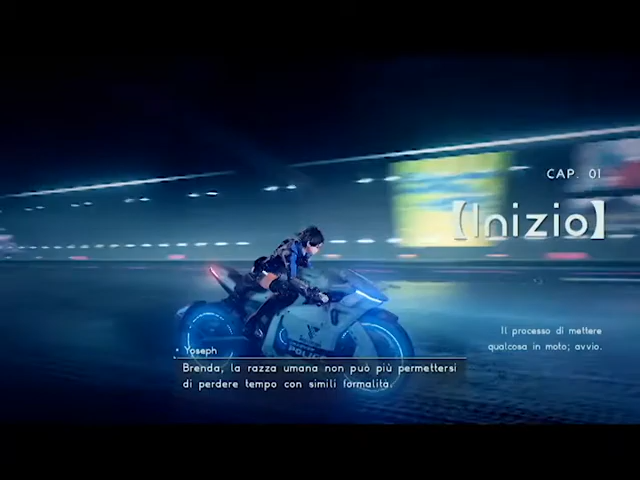 CAP. 01
【Inizio】
Il processo di mettere
qualcosa in moto; avvio.
POLICE
• Yoseph
Brenda, la razza umana non può più permettersi
di perdere tempo con simili formalità.